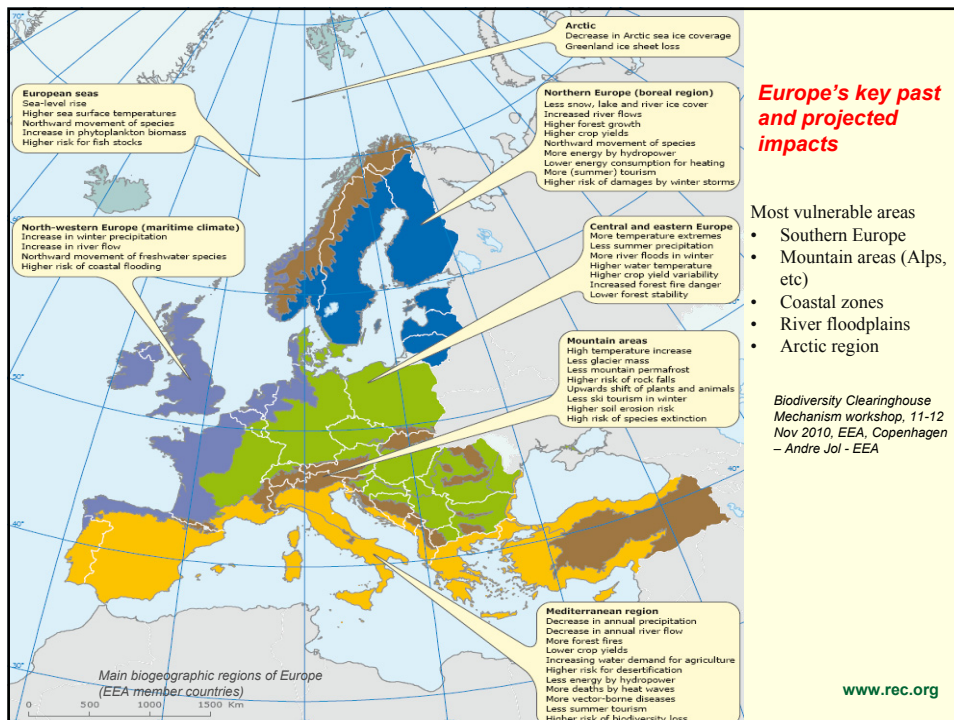 Arctic
Decrease in Arctic sea ice coverage
Greenland ice sheet loss
European seas
Sea-level rise
Higher sea surface temperatures
Northward movement of species
Increase in phytoplankton biomass
Higher risk for fish stocks
Northern Europe (boreal region)
Less snow, lake and river ice cover
Increased river flows
Higher forest growth
Higher crop yields
Northward movement of species
More energy by hydropower
Lower energy consumption for heating
More (summer) tourism
Higher risk of damages by winter storms
North-western Europe (maritime climate)
Increase in winter precipitation
Increase in river flow
Northward movement of freshwater species
Higher risk of coastal flooding
Central and eastern Europe
More temperature extremes
Less summer precipitation
More river floods in winter
Higher water temperature
Higher crop yield variability
Increased forest fire danger
Lower forest stability
Mountain areas
High temperature increase
Less glacier mass
Less mountain permafrost
Higher risk of rock falls
Upwards shift of plants and animals
Less ski tourism in winter
Higher soil erosion risk
High risk of species extinction
Mediterranean region
Decrease in annual precipitation
Decrease in annual river flow
More forest fires
Lower crop yields
Increasing water demand for agriculture
Higher risk for desertification
Less energy by hydropower
More deaths by heat waves
More vector-borne diseases
Less summer tourism
Higher risk of biodiversity loss
70°
50°
40°
40°
30°
Main biogeographic regions of Europe
(EEA member countries)
0 500 1000 1500 Km
Europe's key past
and projected
impacts
Most vulnerable areas
• Southern Europe
• Mountain areas (Alps,
etc)
• Coastal zones
• River floodplains
• Arctic region
Biodiversity Clearinghouse
Mechanism workshop, 11-12
Nov 2010, EEA, Copenhagen
– Andre Jol - EEA
www.rec.org